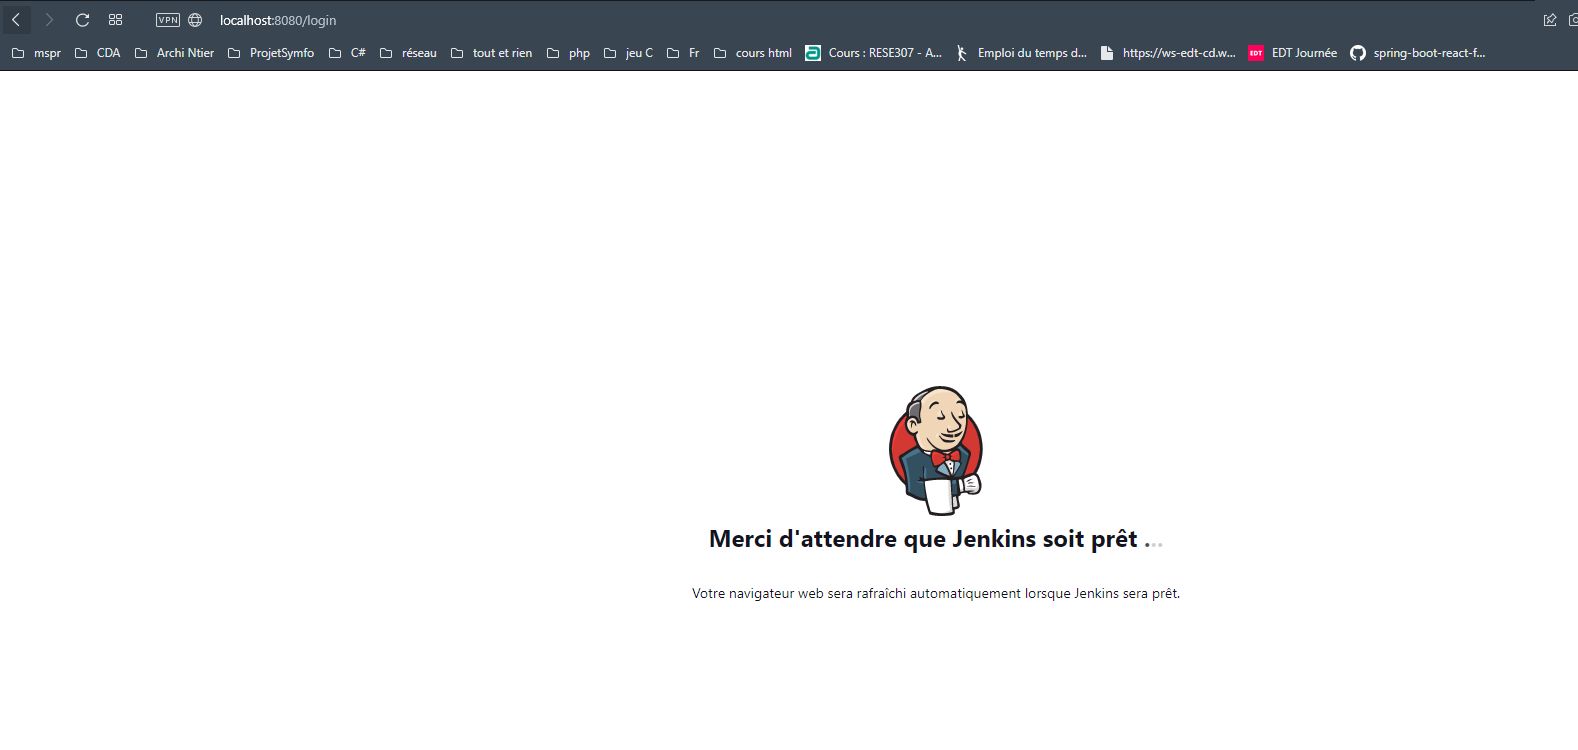 VPN localhost:8080/login
mspr CDA Archi Ntier ProjetSymfo C# réseau tout et rien php jeu C Fr cours html Cours : RESE307 - A... Emploi du temps d... https://ws-edt-cd.w... EDT EDT Journée spring-boot-react-f...
Merci d'attendre que Jenkins soit prêt ...
Votre navigateur web sera rafraîchi automatiquement lorsque Jenkins sera prêt.